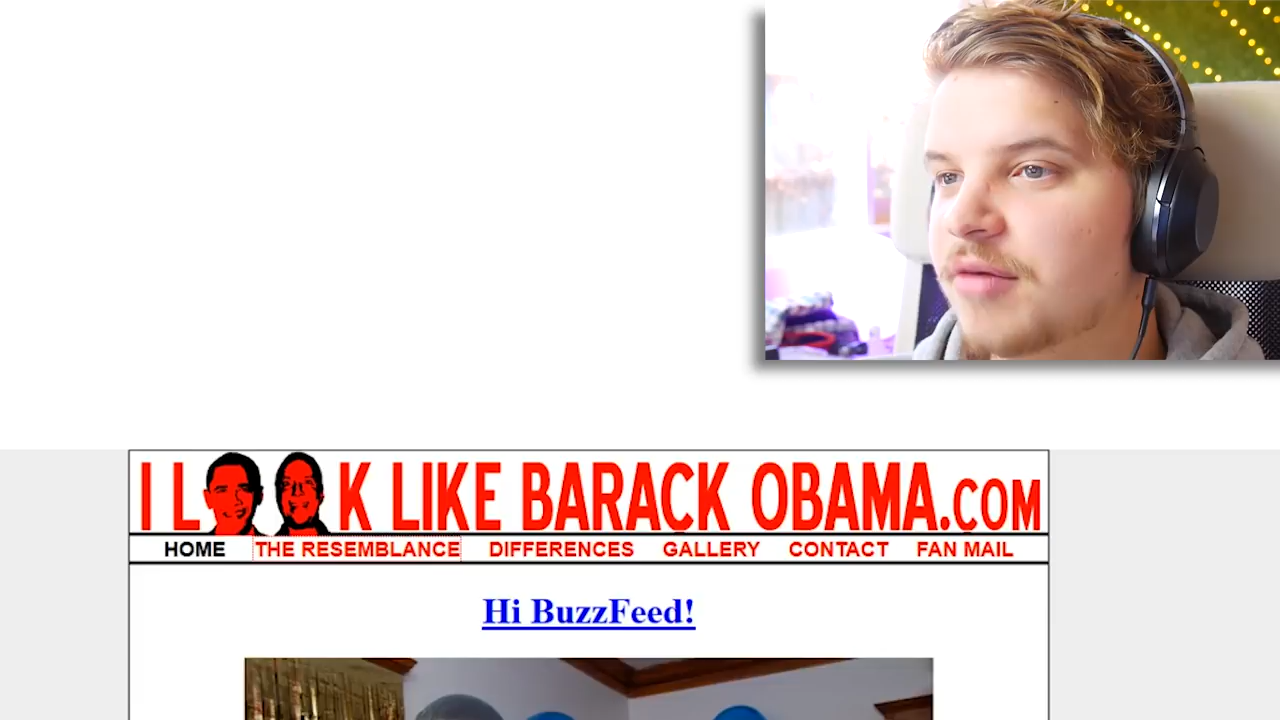 I L K LIKE BARACK OBAMA.COM
HOME THE RESEMBLANCE DIFFERENCES GALLERY CONTACT FAN MAIL
Hi BuzzFeed!